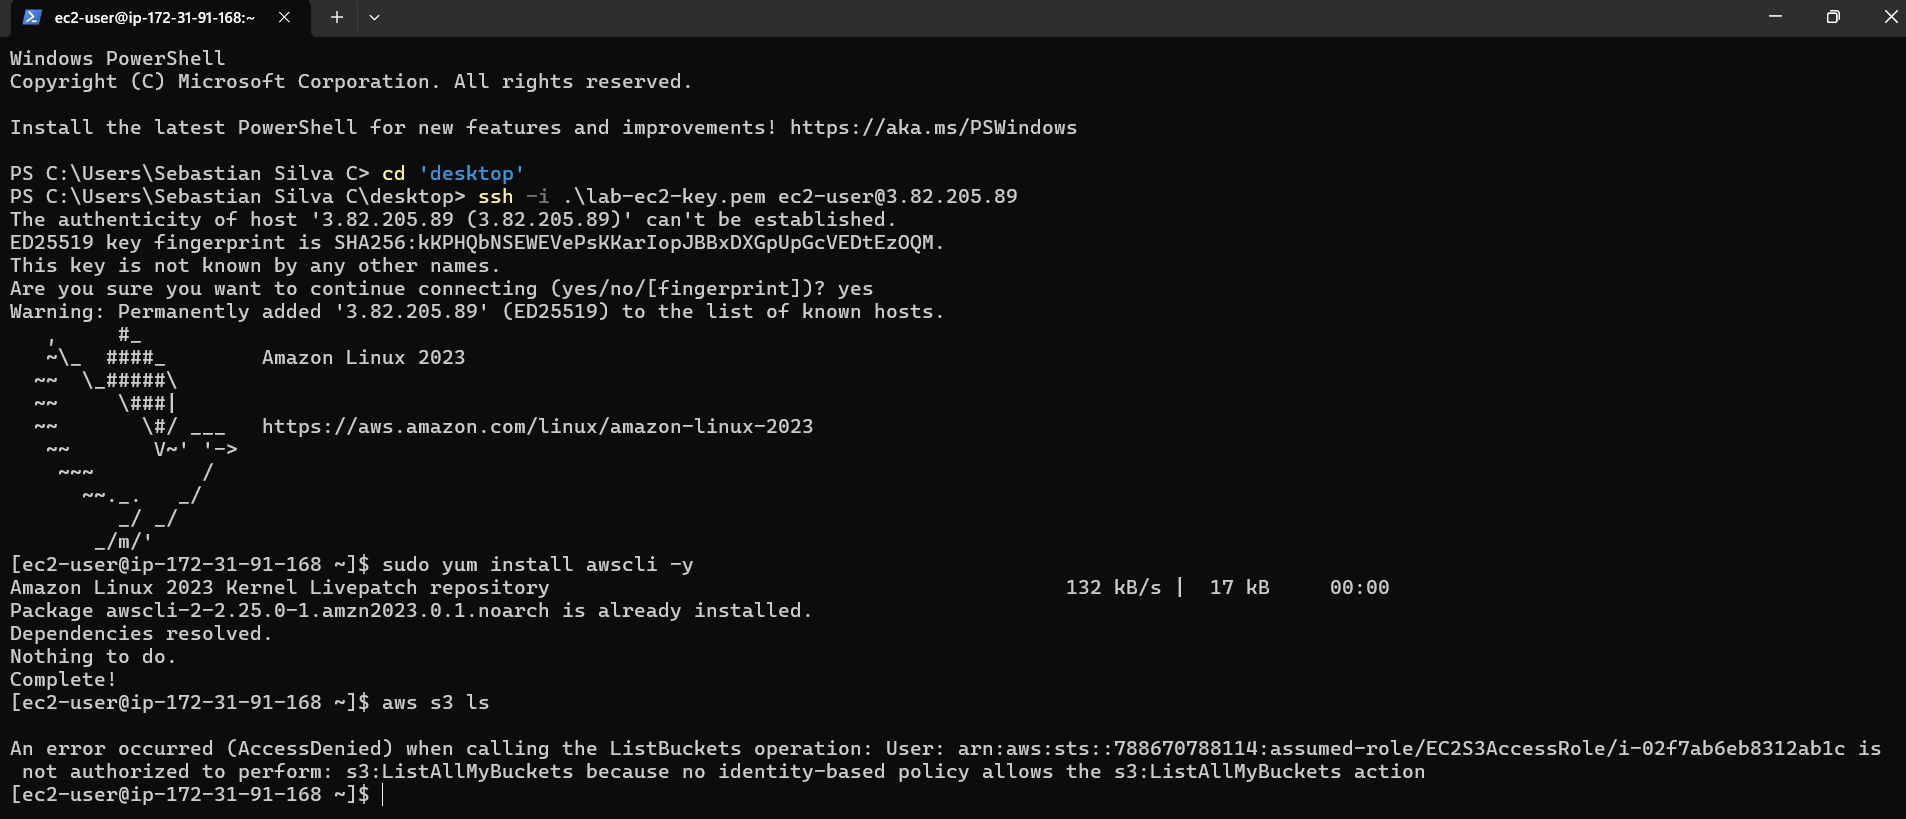 ec2-user@ip-172-31-91-168:~
Windows PowerShell
Copyright (C) Microsoft Corporation. All rights reserved.
Install the latest PowerShell for new features and improvements! https://aka.ms/PSWindows
PS C:\Users\Sebastian Silva C> cd 'desktop'
PS C:\Users\Sebastian Silva C\desktop> ssh -i .\lab-ec2-key.pem ec2-user@3.82.205.89
The authenticity of host '3.82.205.89 (3.82.205.89)' can't be established.
ED25519 key fingerprint is SHA256:kKPHQbNSEWEVePsKKarIopJBBxDXGpUpGcVEDtEzOQM.
This key is not known by any other names.
Are you sure you want to continue connecting (yes/no/[fingerprint])? yes
Warning: Permanently added '3.82.205.89' (ED25519) to the list of known hosts.
   ,     #_
   ~\_  ####_        Amazon Linux 2023
  ~~  \_#####\
  ~~     \###|
  ~~       \#/ ___   https://aws.amazon.com/linux/amazon-linux-2023
   ~~       V~' '->
    ~~~         /
      ~~._.   _/
         _/ _/
       _/m/'
[ec2-user@ip-172-31-91-168 ~]$ sudo yum install awscli -y
Amazon Linux 2023 Kernel Livepatch repository                                           132 kB/s |  17 kB     00:00
Package awscli-2-2.25.0-1.amzn2023.0.1.noarch is already installed.
Dependencies resolved.
Nothing to do.
Complete!
[ec2-user@ip-172-31-91-168 ~]$ aws s3 ls
An error occurred (AccessDenied) when calling the ListBuckets operation: User: arn:aws:sts::788670788114:assumed-role/EC2S3AccessRole/i-02f7ab6eb8312ab1c is
 not authorized to perform: s3:ListAllMyBuckets because no identity-based policy allows the s3:ListAllMyBuckets action
[ec2-user@ip-172-31-91-168 ~]$